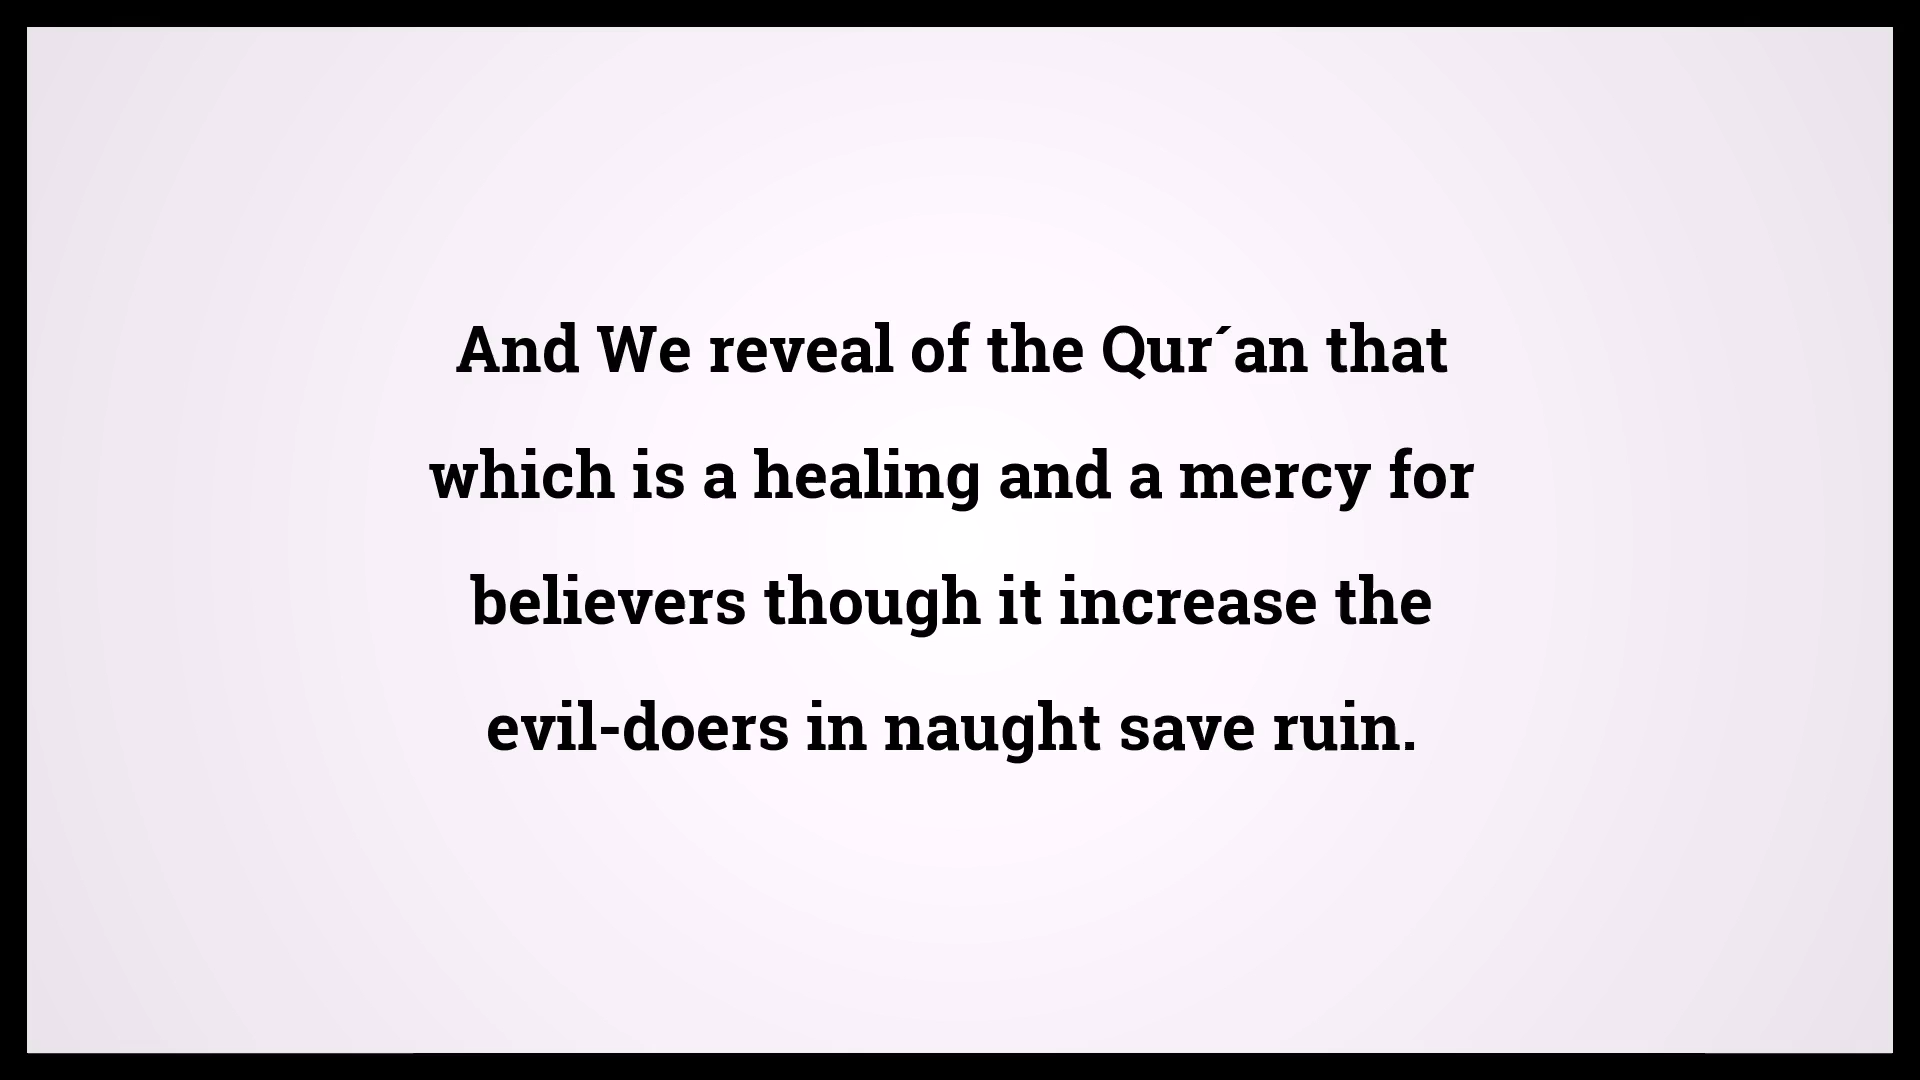 And We reveal of the Qur´an that
which is a healing and a mercy for
believers though it increase the
evil-doers in naught save ruin.